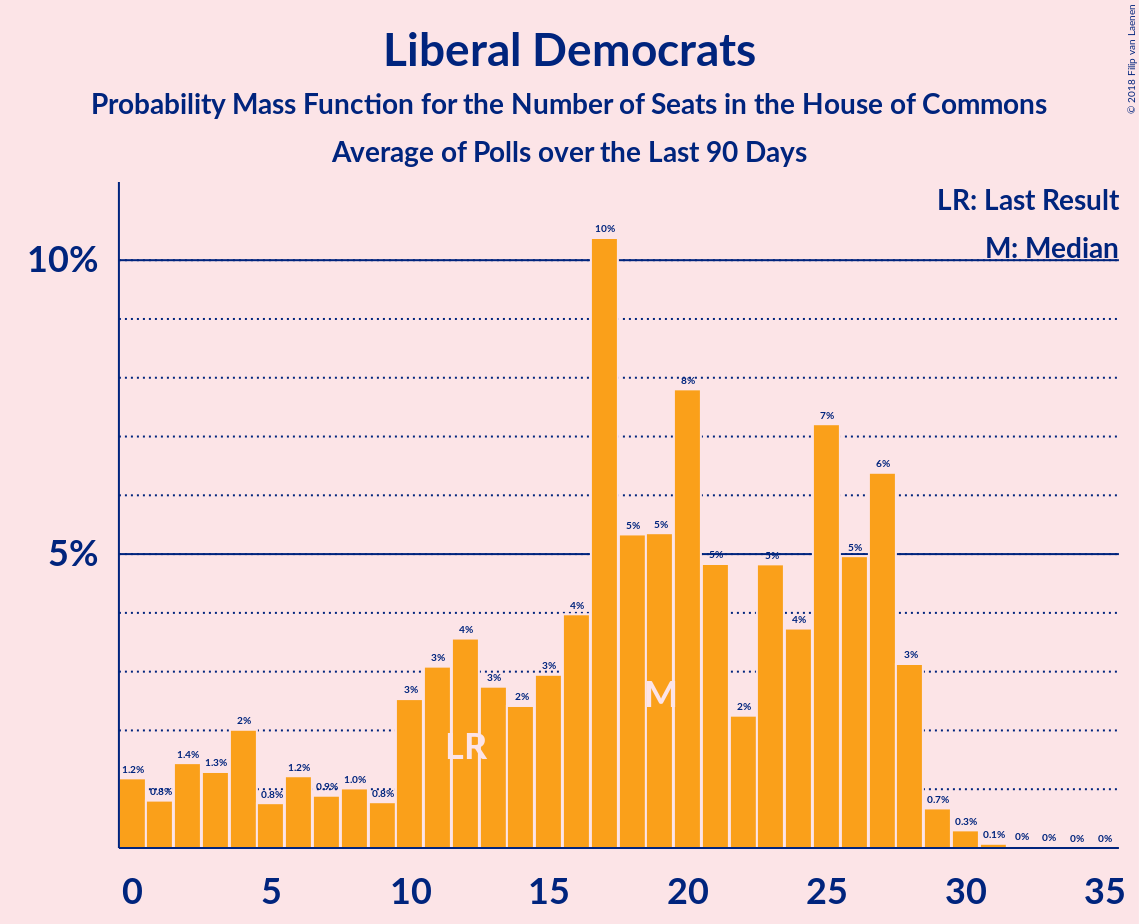 © 2018 Filip van Laenen
Liberal Democrats
Probability Mass Function for the Number of Seats in the House of Commons
Average of Polls over the Last 90 Days
LR: Last Result
M: Median
10%
5%
1.2% 0.8% 1.4% 1.3% 2% 0.8% 1.2% 0.9% 1.0% 0.8% 3% 3% 4% 3% 2% 3% 4% 10% 5% 5% 8% 5% 2% 5% 4% 7% 5% 6% 3% 0.7% 0.3% 0.1% 0% 0% 0% 0%
M
LR
0 5 10 15 20 25 30 35